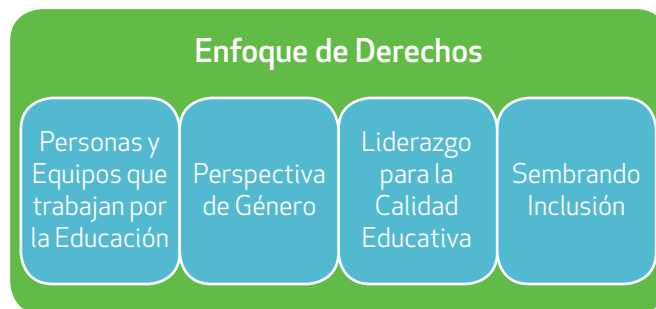 Enfoque de Derechos
Personas y
Equipos que
trabajan por
la Educación
Perspectiva
de Género
Liderazgo
para la
Calidad
Educativa
Sembrando
Inclusión